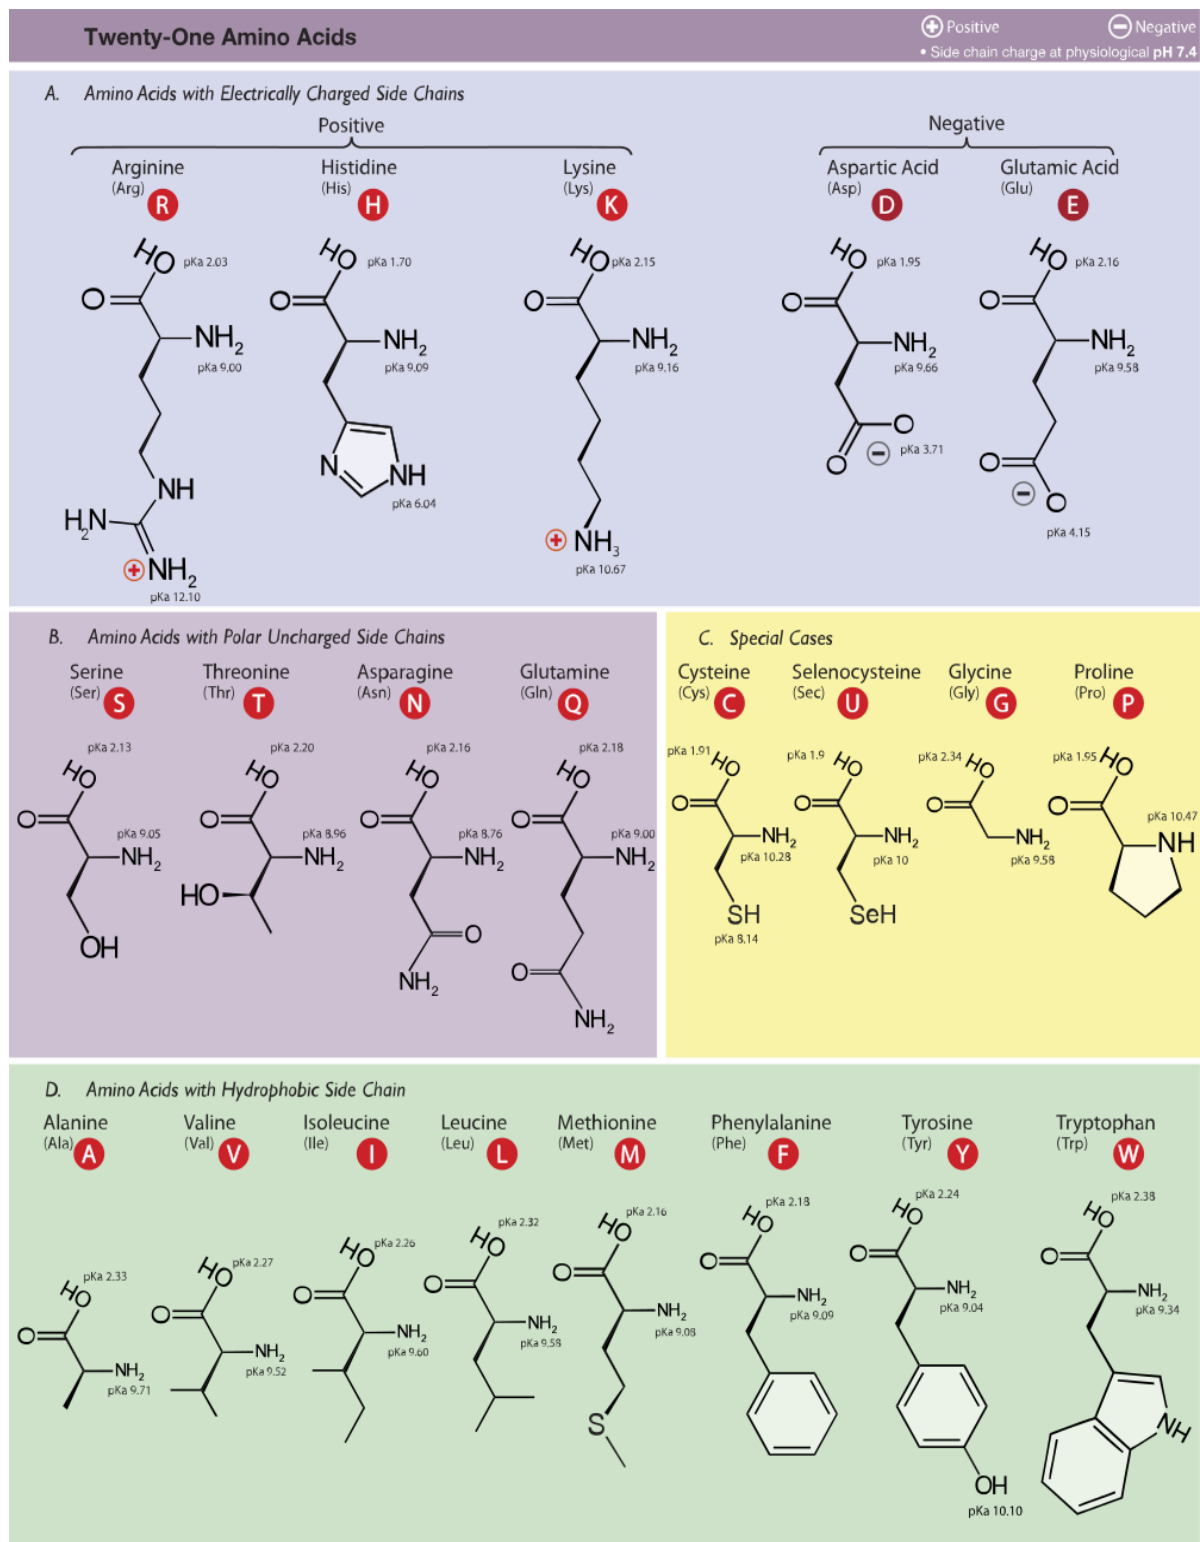 Twenty-One Amino Acids
⊕ Positive ⊖ Negative
• Side chain charge at physiological pH 7.4
A. Amino Acids with Electrically Charged Side Chains
Positive
Negative
Arginine
(Arg)
R
Histidine
(His)
H
Lysine
(Lys)
K
Aspartic Acid
(Asp)
D
Glutamic Acid
(Glu)
E
HO pKa 2.03
O
NH2
pKa 9.00
NH
H2N
⊕ NH2
pKa 12.10
HO pKa 1.70
O
NH2
pKa 9.09
N
NH
pKa 6.04
HO pKa 2.15
O
NH2
pKa 9.16
⊕ NH3
pKa 10.67
HO pKa 1.95
O
NH2
pKa 9.66
O
⊖ pKa 3.71
O
HO pKa 2.16
O
NH2
pKa 9.58
O
⊖ O
pKa 4.15
B. Amino Acids with Polar Uncharged Side Chains
Serine
(Ser)
S
Threonine
(Thr)
T
Asparagine
(Asn)
N
Glutamine
(Gln)
Q
pKa 2.13
HO
O
pKa 9.05
NH2
OH
pKa 2.20
HO
O
pKa 8.96
NH2
HO
pKa 2.16
HO
O
pKa 8.76
NH2
O
NH2
pKa 2.18
HO
O
pKa 9.00
NH2
O
NH2
C. Special Cases
Cysteine
(Cys)
C
Selenocysteine
(Sec)
U
Glycine
(Gly)
G
Proline
(Pro)
P
pKa 1.91 HO
O
NH2
pKa 10.28
SH
pKa 8.14
pKa 1.9 HO
O
NH2
pKa 10
SeH
pKa 2.34 HO
O
NH2
pKa 9.58
pKa 1.95 HO
O
pKa 10.47
NH
D. Amino Acids with Hydrophobic Side Chain
Alanine
(Ala)
A
Valine
(Val)
V
Isoleucine
(Ile)
I
Leucine
(Leu)
L
Methionine
(Met)
M
Phenylalanine
(Phe)
F
Tyrosine
(Tyr)
Y
Tryptophan
(Trp)
W
pKa 2.33
HO
O
NH2
pKa 9.71
HO pKa 2.27
O
NH2
pKa 9.52
HO pKa 2.26
O
NH2
pKa 9.60
pKa 2.32
HO
O
NH2
pKa 9.58
HO pKa 2.16
O
NH2
pKa 9.08
S
pKa 2.18
HO
O
NH2
pKa 9.09
pKa 2.24
HO
O
NH2
pKa 9.04
OH
pKa 10.10
pKa 2.38
HO
O
NH2
pKa 9.34
NH